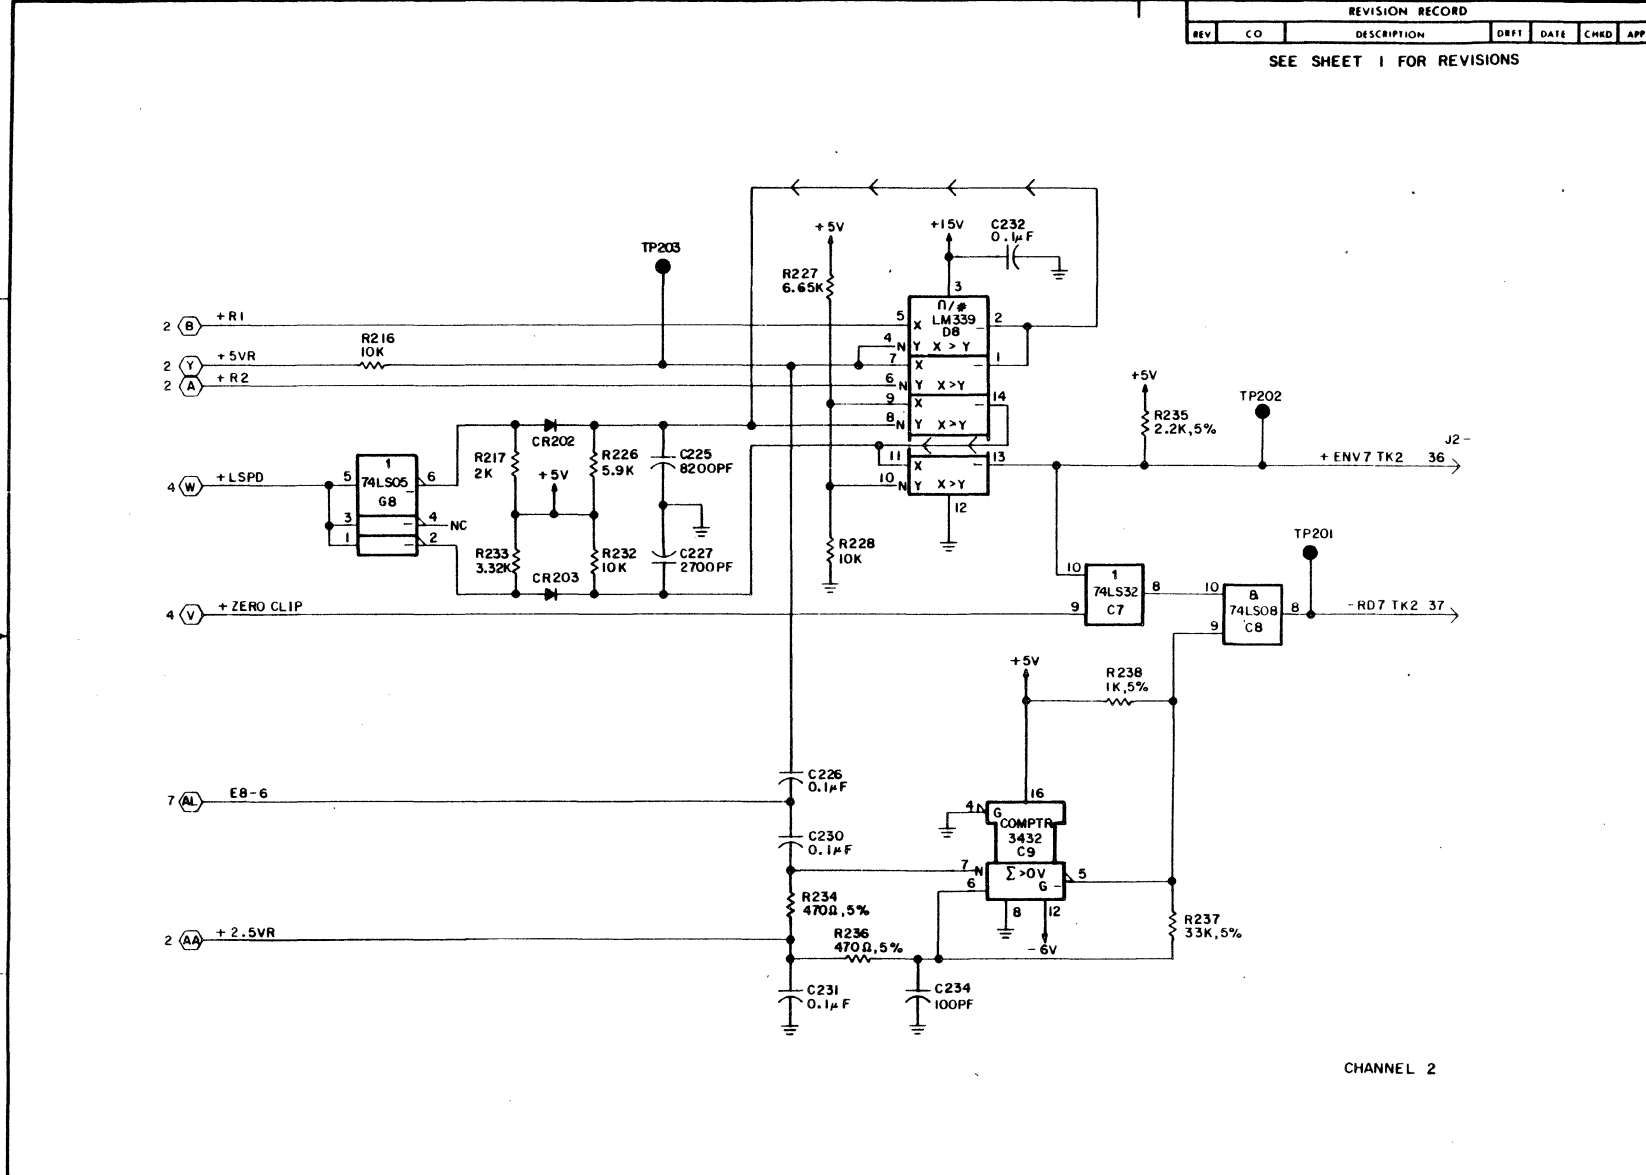 REVISION RECORD
REV CO DESCRIPTION DRFT DATE CHKD APP
SEE SHEET 1 FOR REVISIONS
+5V
+15V
C232
0.1µF
TP203
R227
6.65K
3
∩/#
LM339
D8
2 B +R1
5 X
2
4 N Y X > Y
R216
10K
2 Y +5VR
7 X
1
2 A +R2
6 N Y X>Y
9 X
14
8 N Y X>Y
11 X
13
10 N Y X>Y
12
+5V
R235
2.2K,5%
TP202
J2-
+ENV7 TK2 36
CR202
R217
2K
+5V
R226
5.9K
C225
8200PF
4 W +LSPD
5
1
74LS05
G8
6
3
4 NC
1
2
R233
3.32K
CR203
R232
10K
C227
2700PF
R228
10K
TP201
10
1
74LS32
C7
8
9
10
&
74LS08
C8
8
9
-RD7 TK2 37
4 V +ZERO CLIP
+5V
R238
1K,5%
C226
0.1µF
7 AL E8-6
C230
0.1µF
16
4 G
COMPTR
3432
C9
7 N
6
Σ>0V
G
5
8
12
-6V
R234
470Ω,5%
R237
33K,5%
2 AA +2.5VR
R236
470Ω,5%
C231
0.1µF
C234
100PF
CHANNEL 2